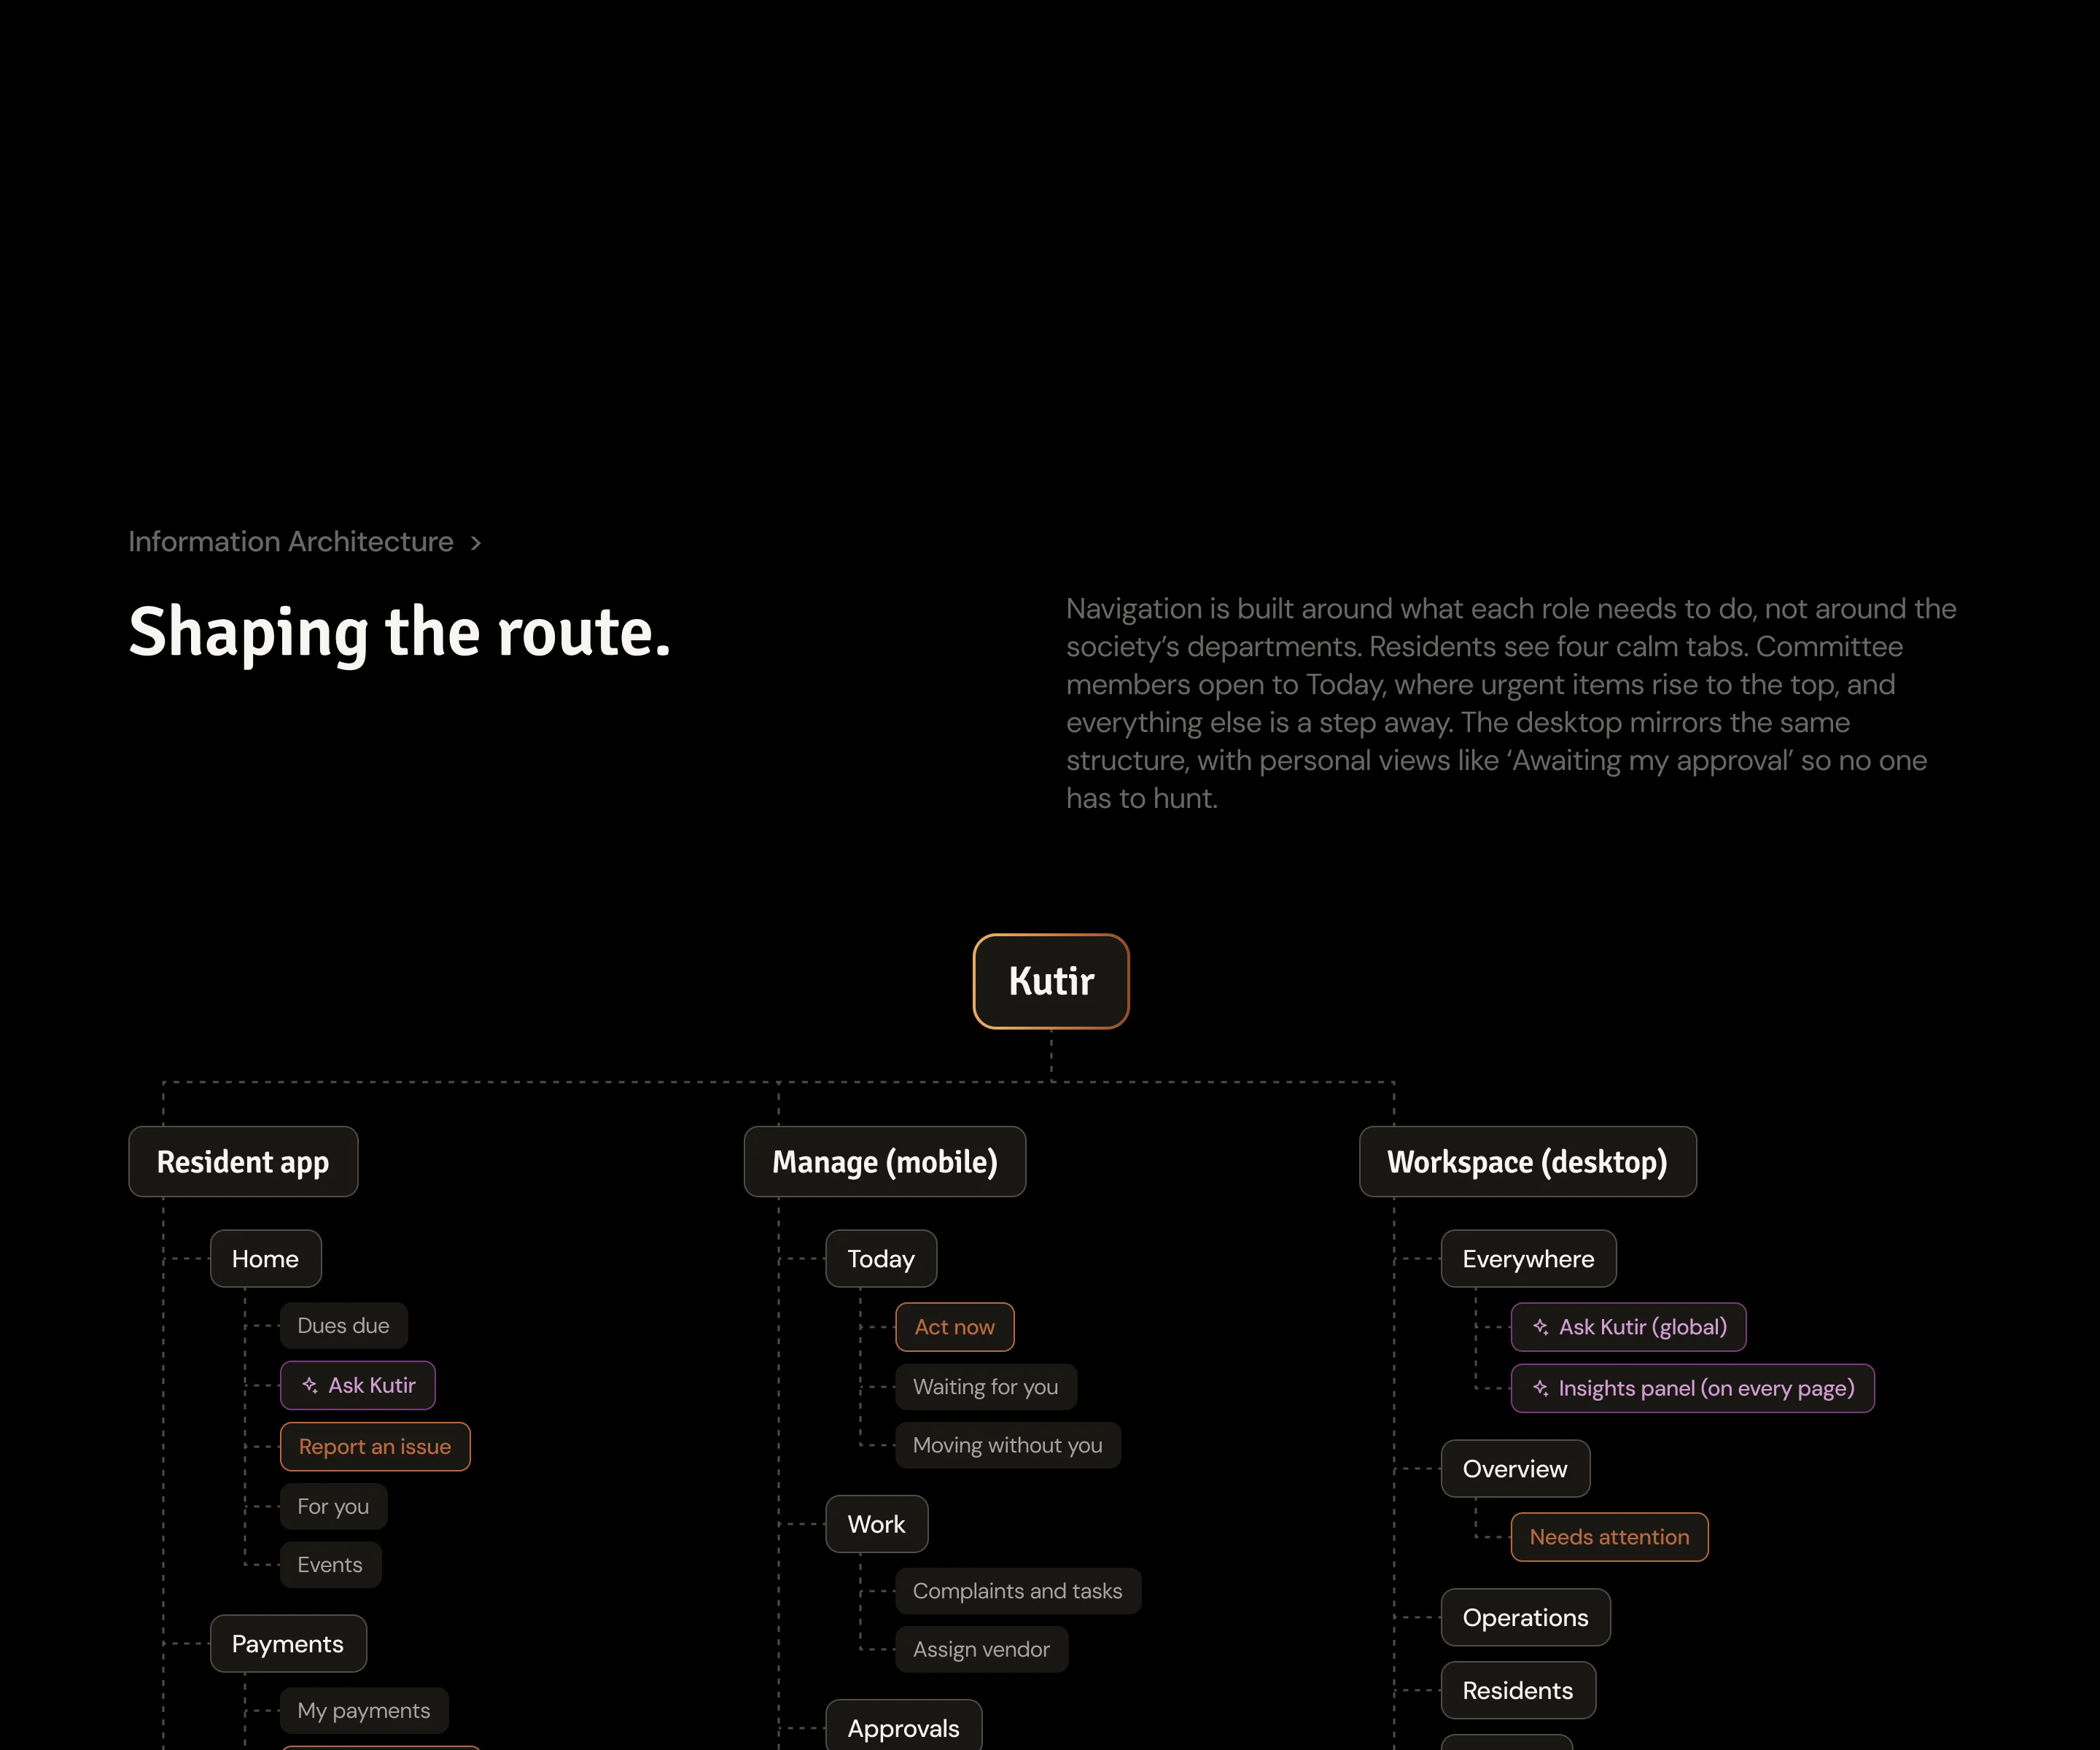 Information Architecture >
Shaping the route.
Navigation is built around what each role needs to do, not around the
society’s departments. Residents see four calm tabs. Committee
members open to Today, where urgent items rise to the top, and
everything else is a step away. The desktop mirrors the same
structure, with personal views like ‘Awaiting my approval’ so no one
has to hunt.
Kutir
Resident app
Home
Dues due
Ask Kutir
Report an issue
For you
Events
Payments
My payments
Manage (mobile)
Today
Act now
Waiting for you
Moving without you
Work
Complaints and tasks
Assign vendor
Approvals
Workspace (desktop)
Everywhere
Ask Kutir (global)
Insights panel (on every page)
Overview
Needs attention
Operations
Residents